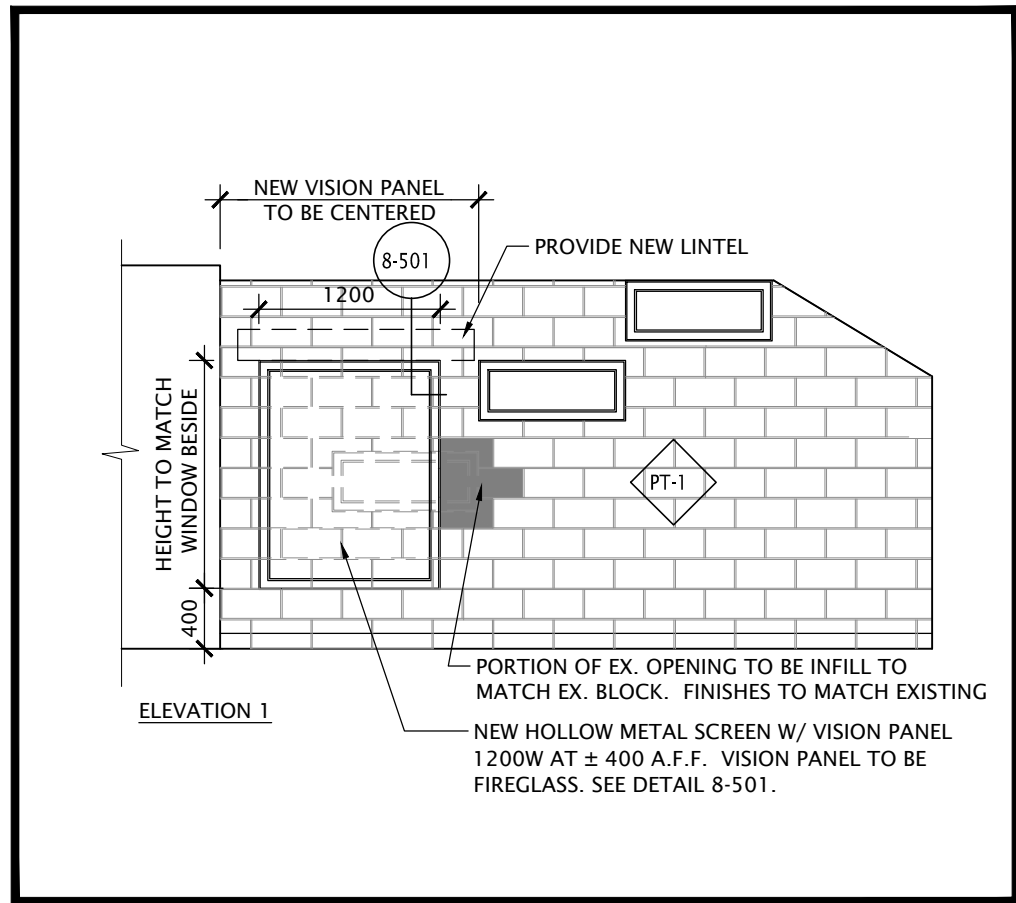 NEW VISION PANEL
TO BE CENTERED
8-501
PROVIDE NEW LINTEL
1200
HEIGHT TO MATCH
WINDOW BESIDE
PT-1
400
PORTION OF EX. OPENING TO BE INFILL TO
MATCH EX. BLOCK. FINISHES TO MATCH EXISTING
ELEVATION 1
NEW HOLLOW METAL SCREEN W/ VISION PANEL
1200W AT ± 400 A.F.F. VISION PANEL TO BE
FIREGLASS. SEE DETAIL 8-501.